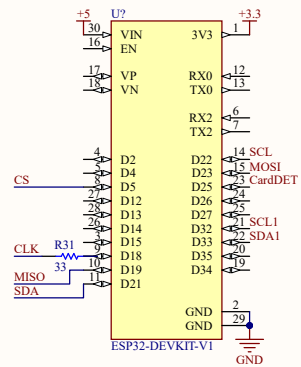 +5 U? +3.3
30 VIN 3V3 1
16 EN
17 VP RX0 12
18 VN TX0 13
RX2 6
TX2 7
4 D2 D22 14 SCL
5 D4 D23 15 MOSI
CS 8 D5 D25 23 CardDET
27 D12 D26 24
28 D13 D27 25
26 D14 D32 21 SCL1
3 D15 D33 22 SDA1
CLK R31 9 D18 D35 20
33
MISO 10 D19 D34 19
SDA 11 D21
GND 2
GND 29
ESP32-DEVKIT-V1
GND